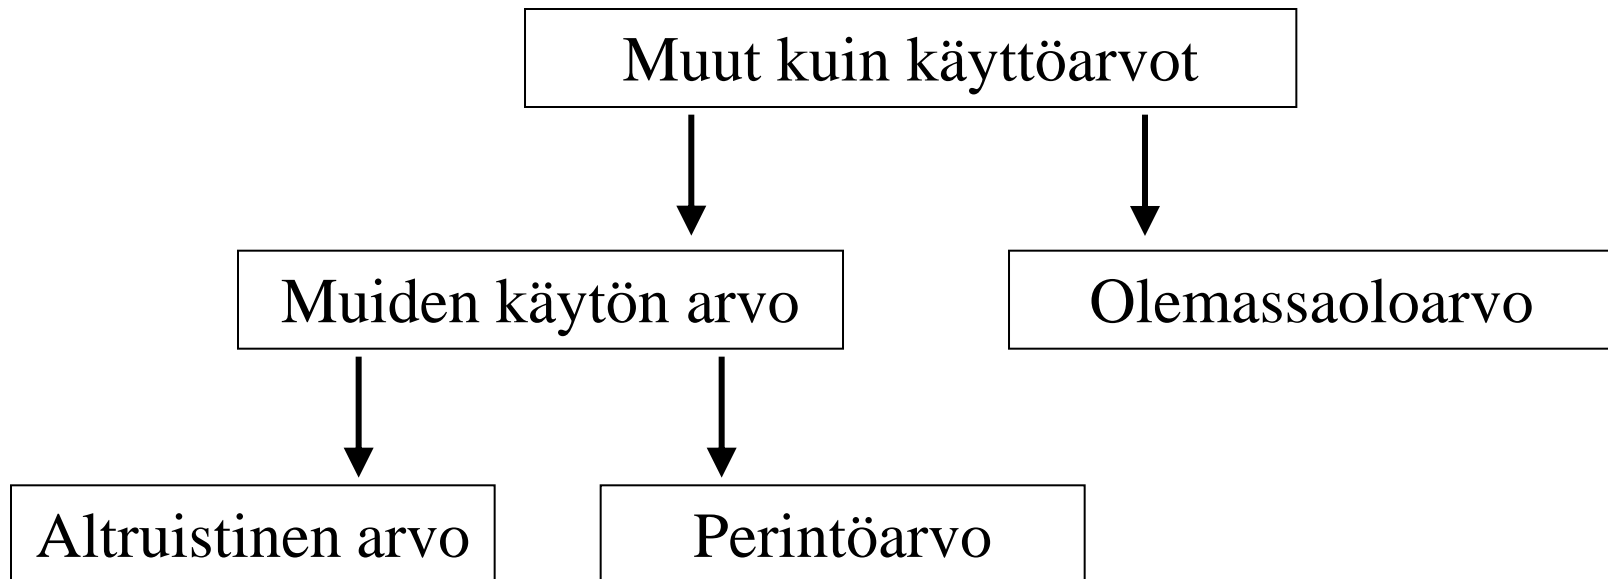 Muut kuin käyttöarvot
Muiden käytön arvo
Olemassaoloarvo
Altruistinen arvo
Perintöarvo